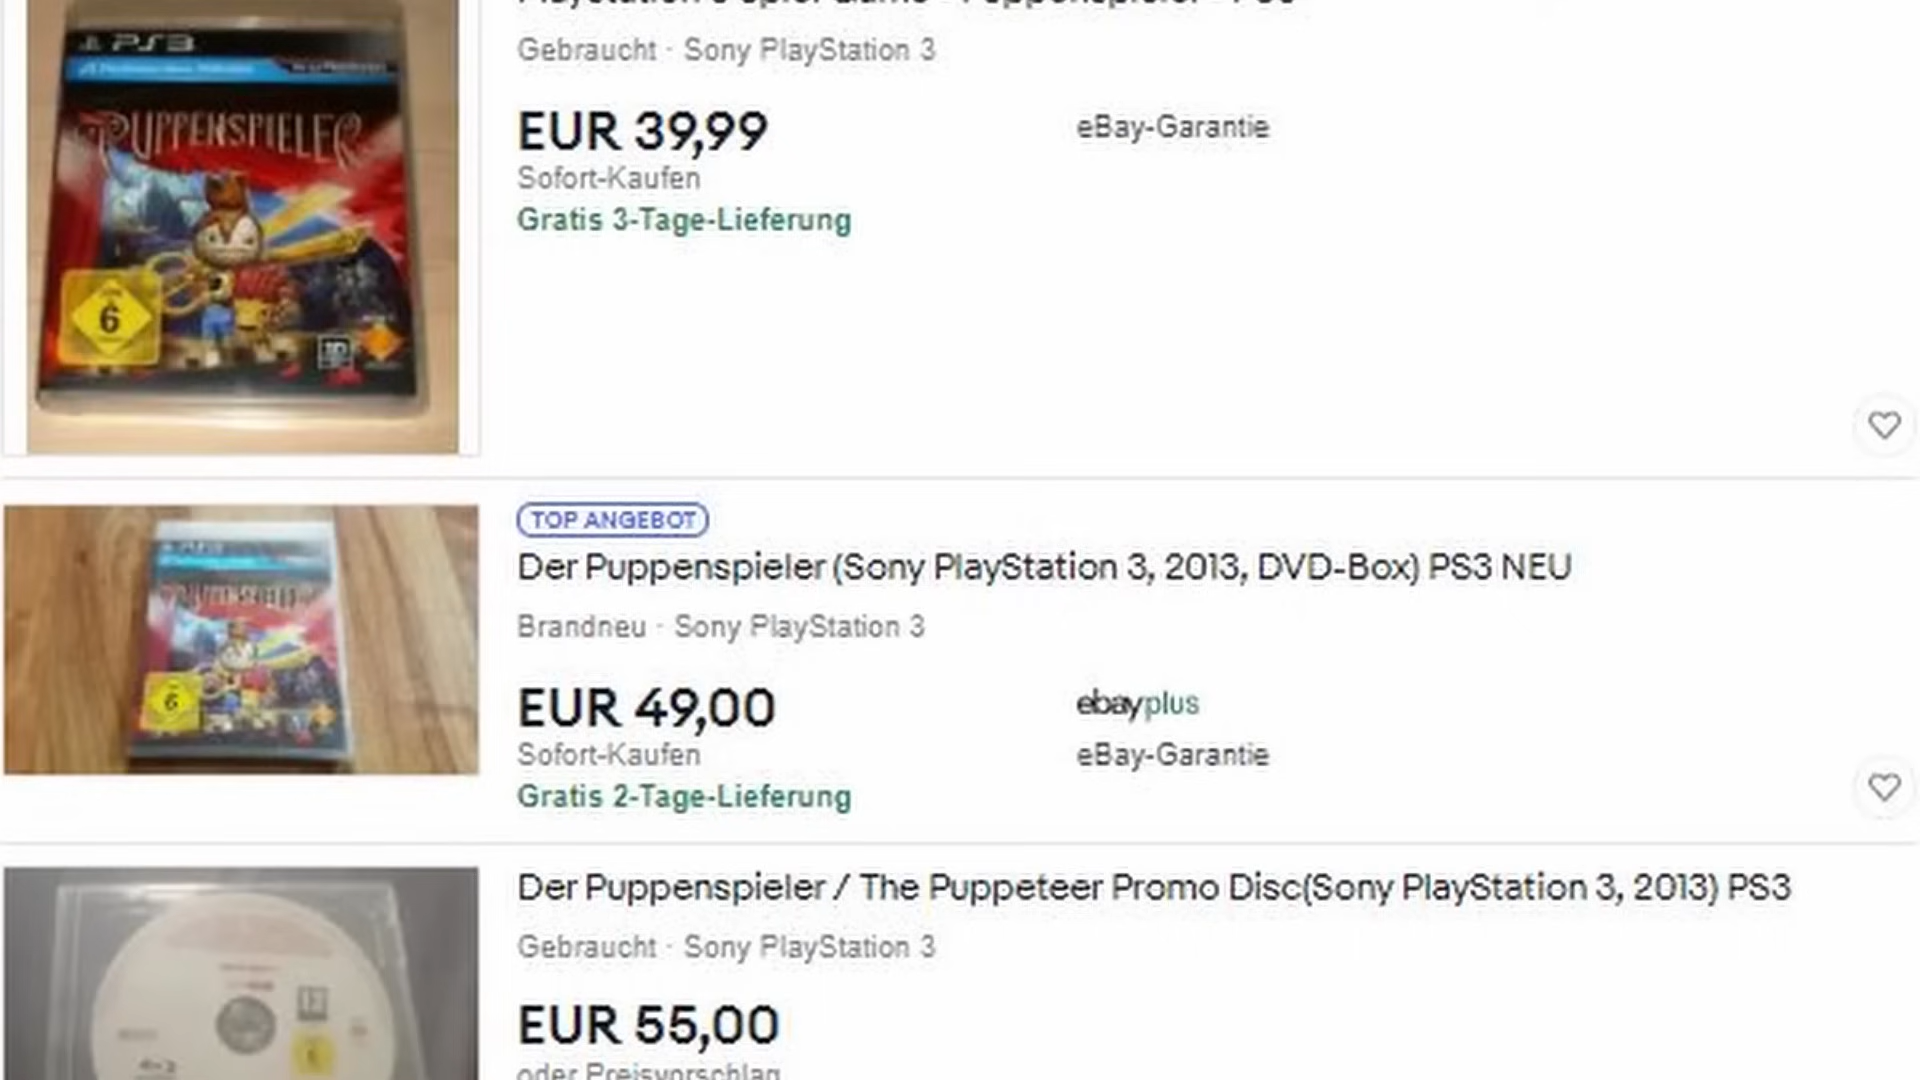 PS3
PUPPENSPIELER
6
Gebraucht · Sony PlayStation 3
EUR 39,99
eBay-Garantie
Sofort-Kaufen
Gratis 3-Tage-Lieferung
TOP ANGEBOT
Der Puppenspieler (Sony PlayStation 3, 2013, DVD-Box) PS3 NEU
Brandneu · Sony PlayStation 3
EUR 49,00
ebayplus
Sofort-Kaufen
eBay-Garantie
Gratis 2-Tage-Lieferung
PS3
PUPPENSPIELER
6
Der Puppenspieler / The Puppeteer Promo Disc(Sony PlayStation 3, 2013) PS3
Gebraucht · Sony PlayStation 3
EUR 55,00
oder Preisvorschlag